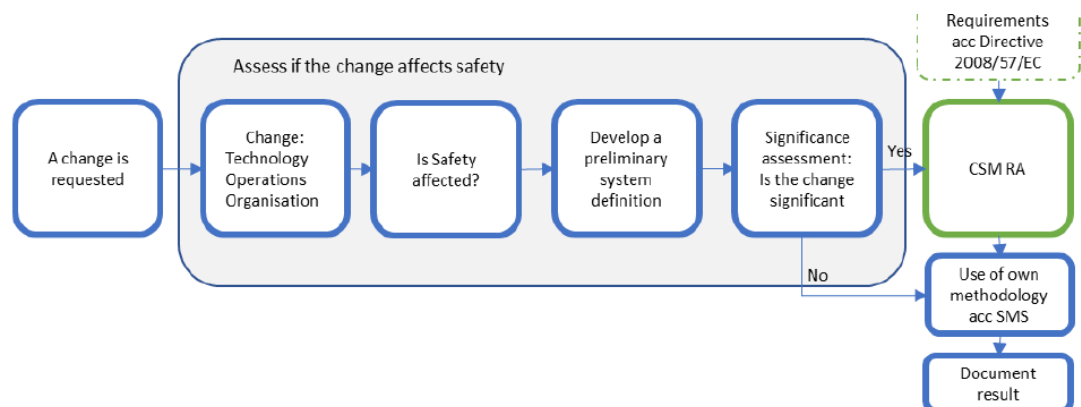 Requirements
acc Directive
2008/57/EC
Assess if the change affects safety
A change is
requested
Change:
Technology
Operations
Organisation
Is Safety
affected?
Develop a
preliminary
system
definition
Significance
assessment:
Is the change
significant
Yes
CSM RA
No
Use of own
methodology
acc SMS
Document
result